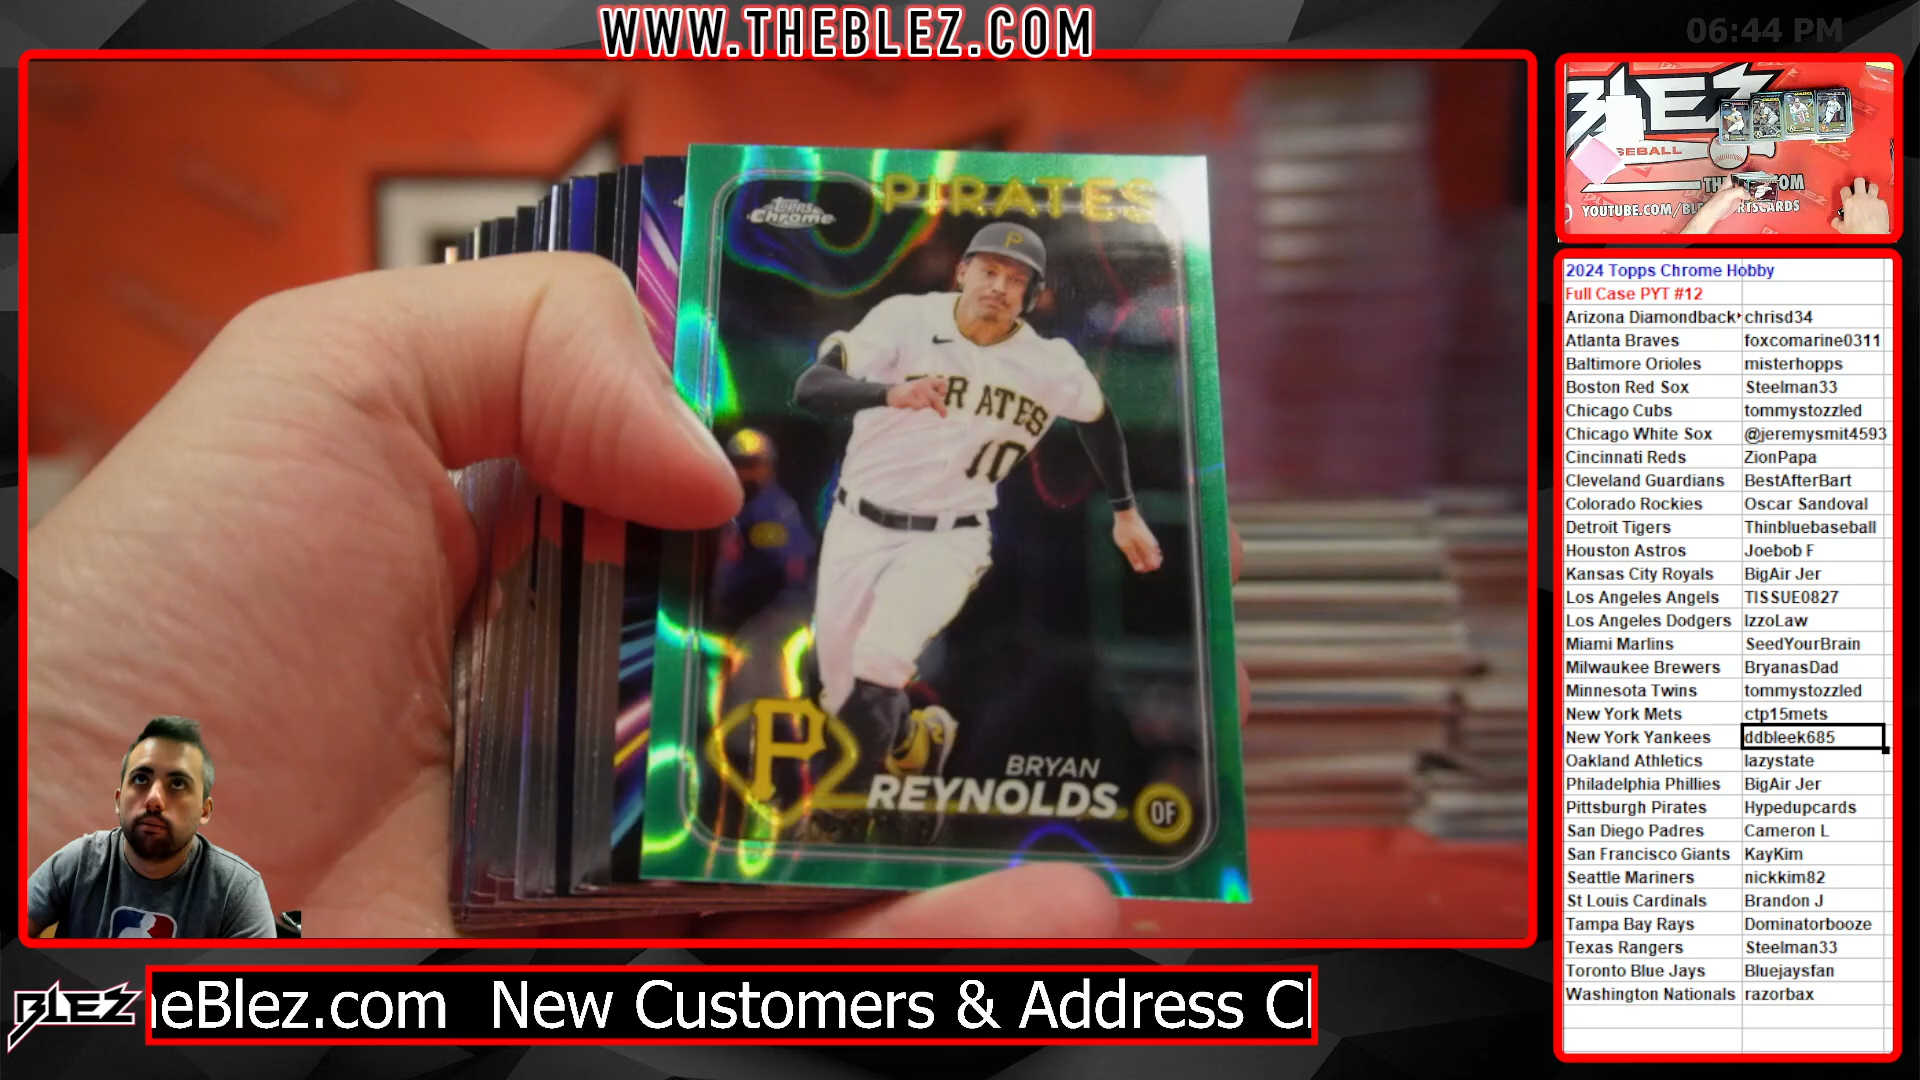 WWW.THEBLEZ.COM
06:44 PM
PIRATES
Topps
Chrome
P
PIRATES
10
P
BRYAN
REYNOLDS
OF
BLEZ
BASEBALL
YOUTUBE.COM/
2024 Topps Chrome Hobby
Full Case PYT #12
Arizona Diamondback chrisd34
Atlanta Braves foxcomarine0311
Baltimore Orioles misterhopps
Boston Red Sox Steelman33
Chicago Cubs tommystozzled
Chicago White Sox @jeremysmit4593
Cincinnati Reds ZionPapa
Cleveland Guardians BestAfterBart
Colorado Rockies Oscar Sandoval
Detroit Tigers Thinbluebaseball
Houston Astros Joebob F
Kansas City Royals BigAir Jer
Los Angeles Angels TISSUE0827
Los Angeles Dodgers IzzoLaw
Miami Marlins SeedYourBrain
Milwaukee Brewers BryanasDad
Minnesota Twins tommystozzled
New York Mets ctp15mets
New York Yankees ddbleek685
Oakland Athletics lazystate
Philadelphia Phillies BigAir Jer
Pittsburgh Pirates Hypedupcards
San Diego Padres Cameron L
San Francisco Giants KayKim
Seattle Mariners nickkim82
St Louis Cardinals Brandon J
Tampa Bay Rays Dominatorbooze
Texas Rangers Steelman33
Toronto Blue Jays Bluejaysfan
Washington Nationals razorbax
BLEZ
eBlez.com New Customers & Address C